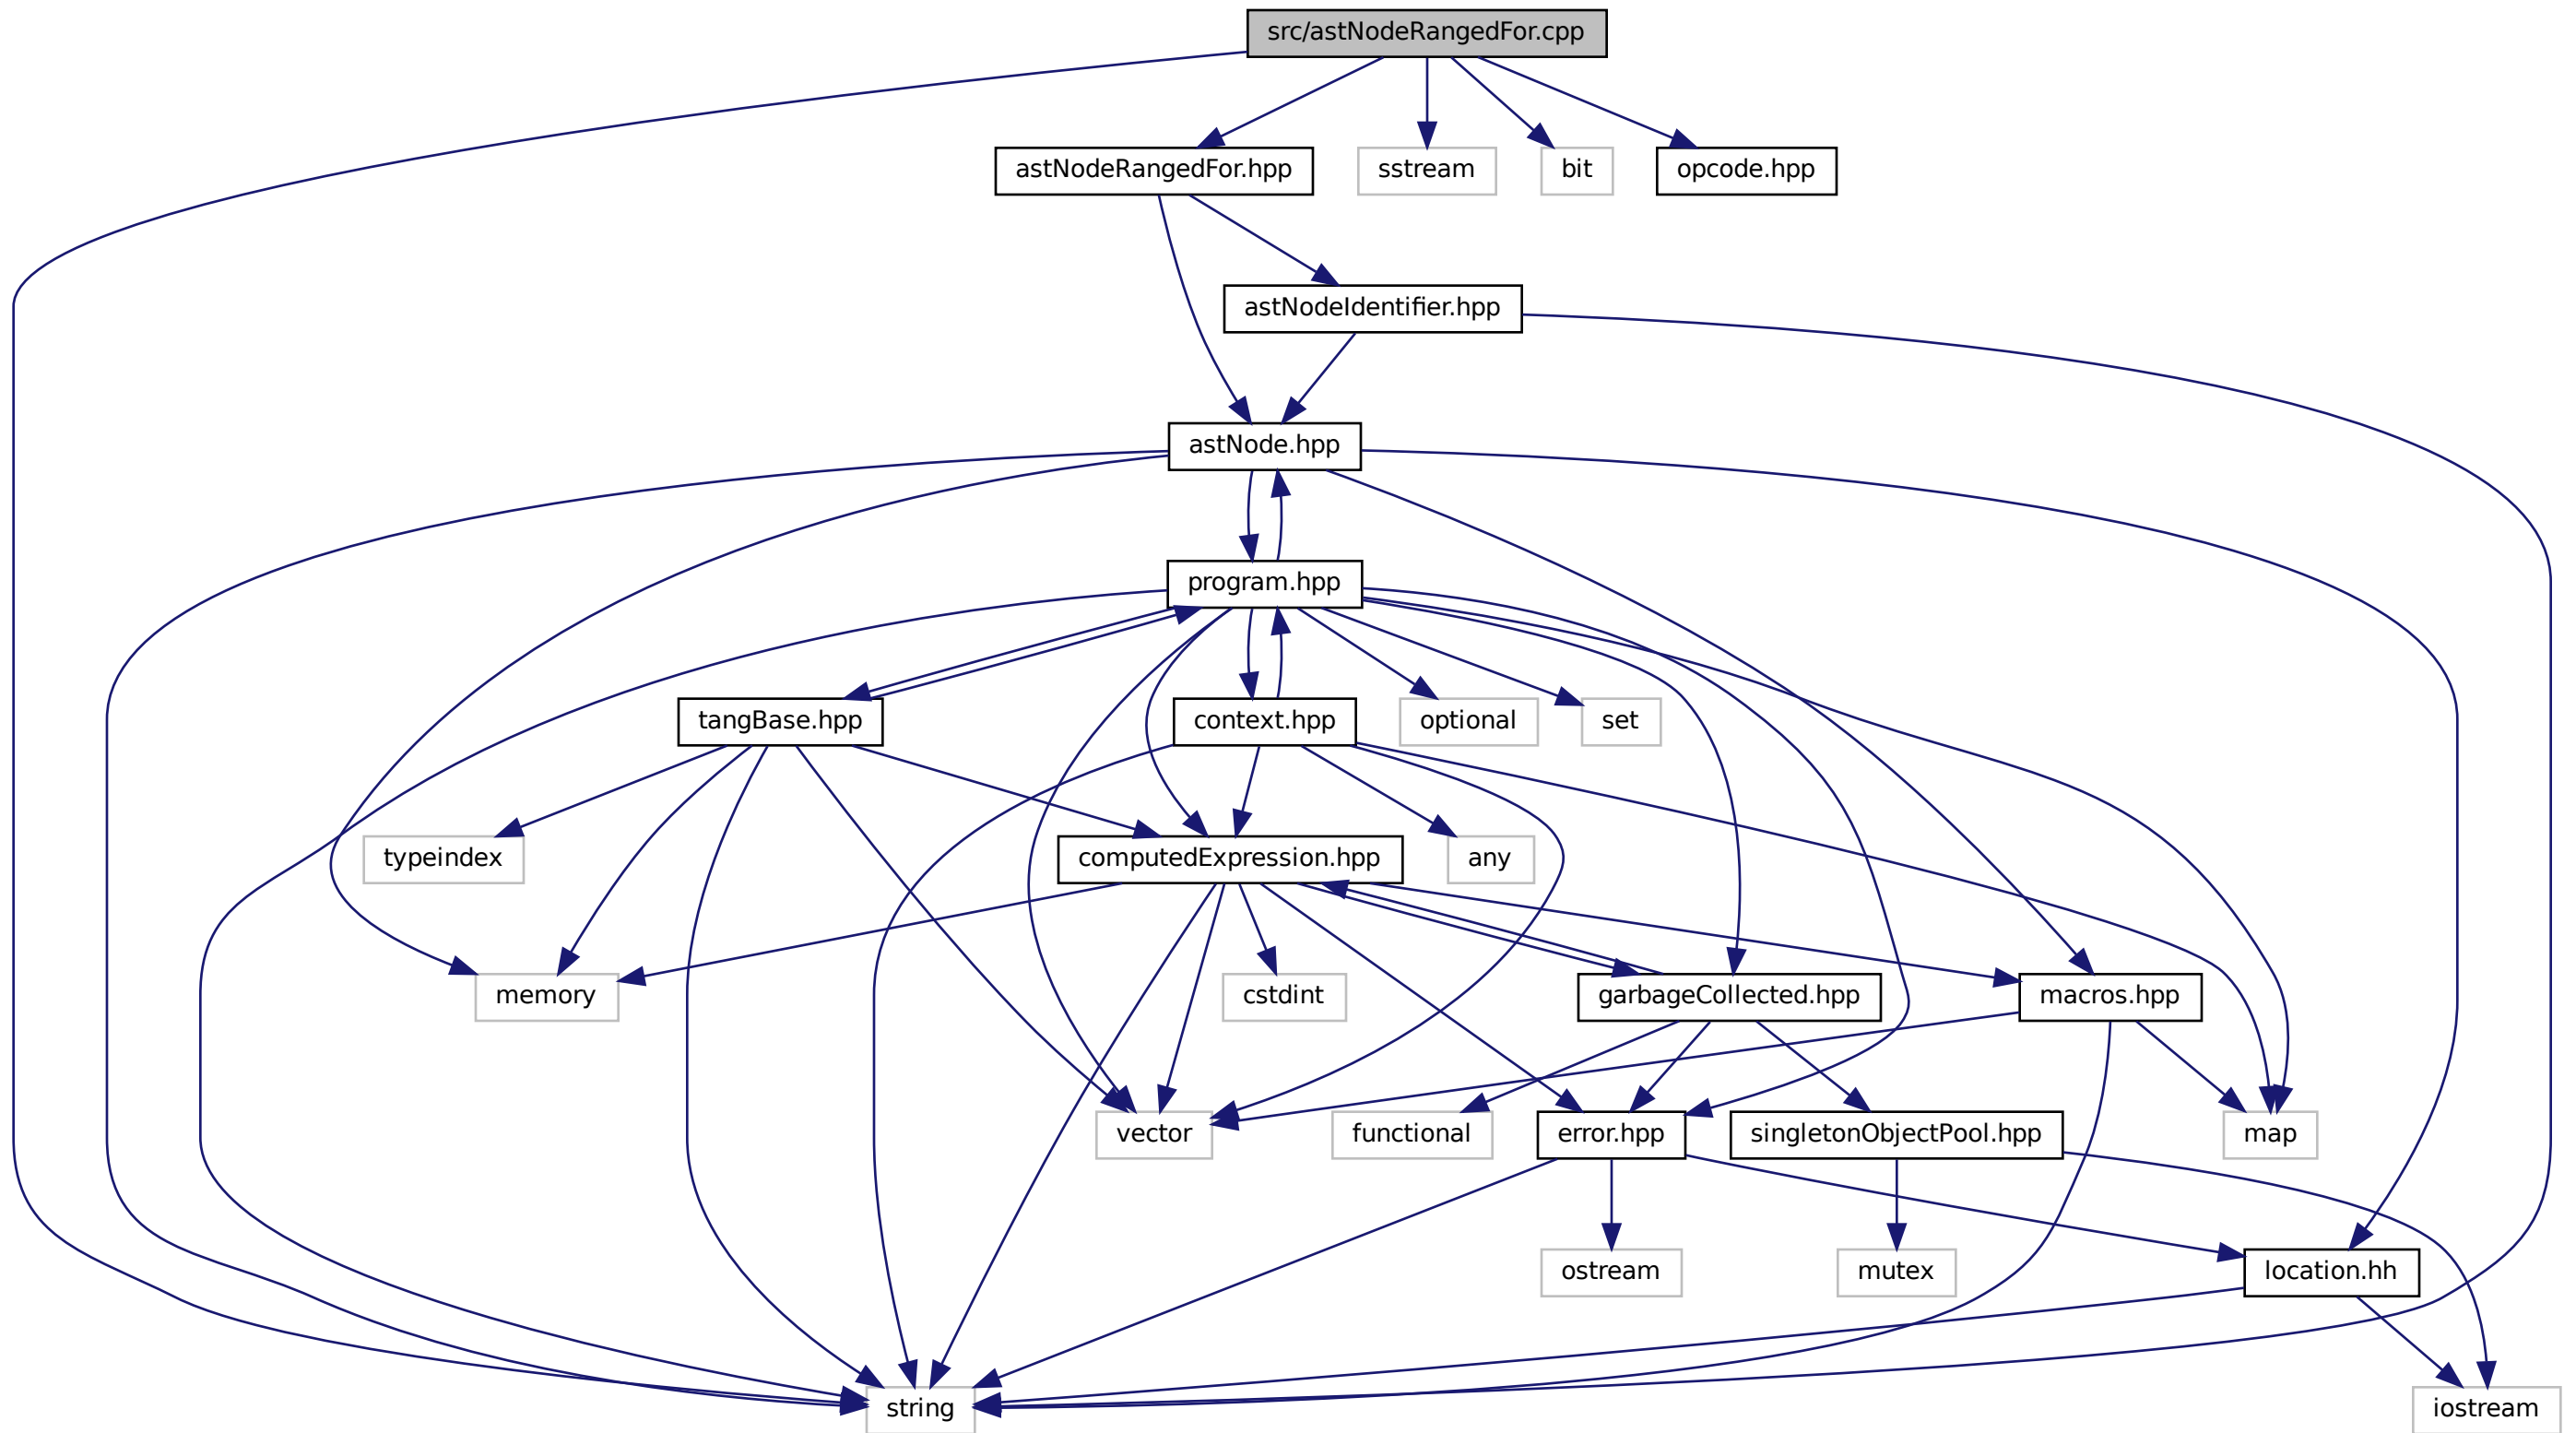 src/astNodeRangedFor.cpp
astNodeRangedFor.hpp
sstream
bit
opcode.hpp
astNodeIdentifier.hpp
astNode.hpp
program.hpp
tangBase.hpp
context.hpp
optional
set
typeindex
computedExpression.hpp
any
memory
cstdint
garbageCollected.hpp
macros.hpp
vector
functional
error.hpp
singletonObjectPool.hpp
map
ostream
mutex
location.hh
string
iostream